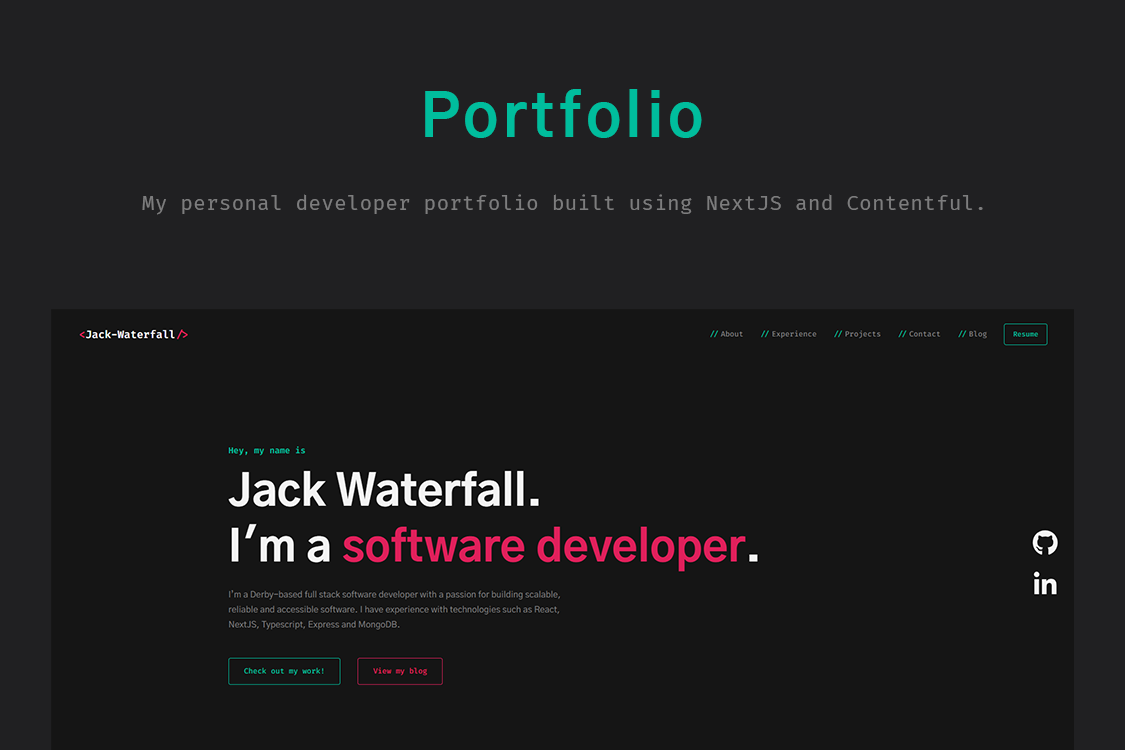 Portfolio
My personal developer portfolio built using NextJS and Contentful.
<Jack-Waterfall/>
// About // Experience // Projects // Contact // Blog Resume
Hey, my name is
Jack Waterfall.
I'm a software developer.
I'm a Derby-based full stack software developer with a passion for building scalable,
reliable and accessible software. I have experience with technologies such as React,
NextJS, Typescript, Express and MongoDB.
in
Check out my work! View my blog